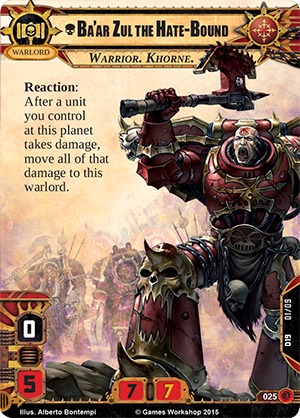 Ba'ar Zul the Hate-Bound
WARLORD
Warrior. Khorne.
Reaction:
After a unit
you control
at this planet
takes damage,
move all of that
damage to this
warlord.
0
5
7 7
019 01/09
025
Illus. Alberto Bontempi
© Games Workshop 2015